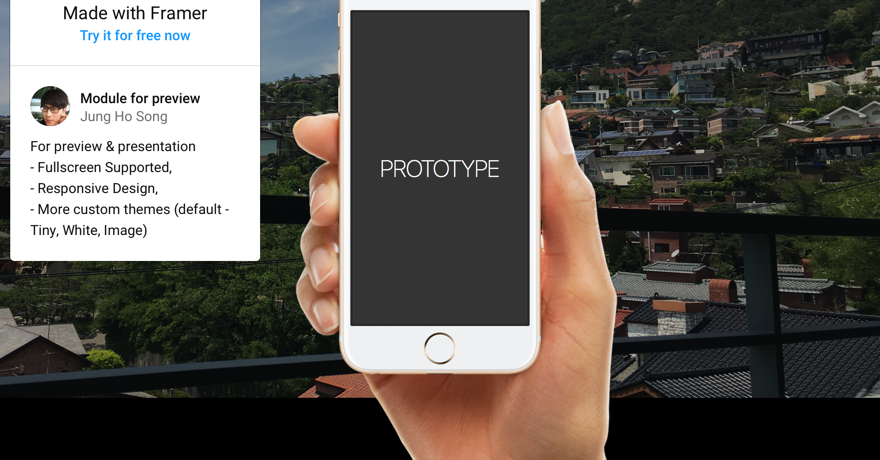 Made with Framer
Try it for free now
Module for preview
Jung Ho Song
For preview & presentation
- Fullscreen Supported,
- Responsive Design,
- More custom themes (default -
Tiny, White, Image)
PROTOTYPE